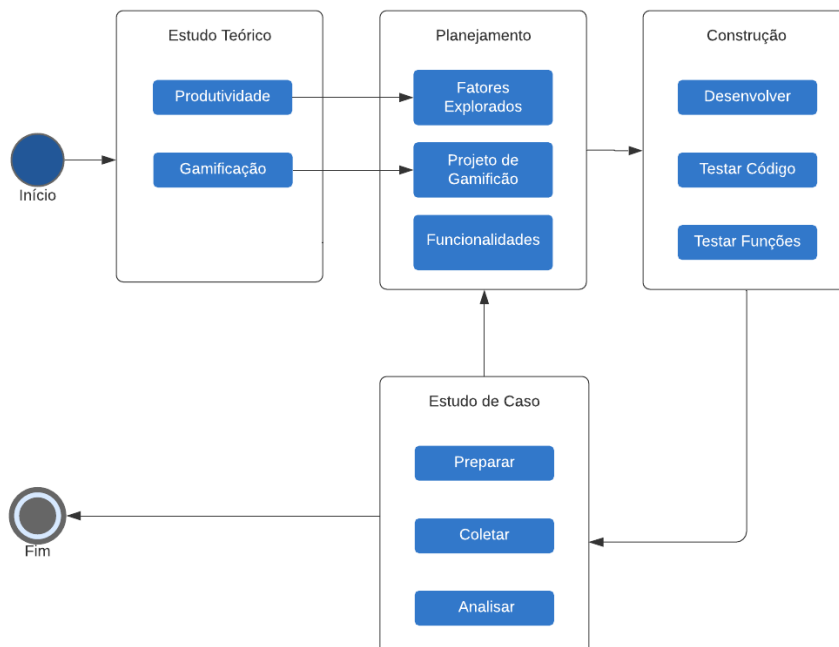 Estudo Teórico
Planejamento
Construção
Produtividade
Fatores
Explorados
Desenvolver
Início
Gamificação
Projeto de
Gamificão
Testar Código
Funcionalidades
Testar Funções
Estudo de Caso
Preparar
Fim
Coletar
Analisar